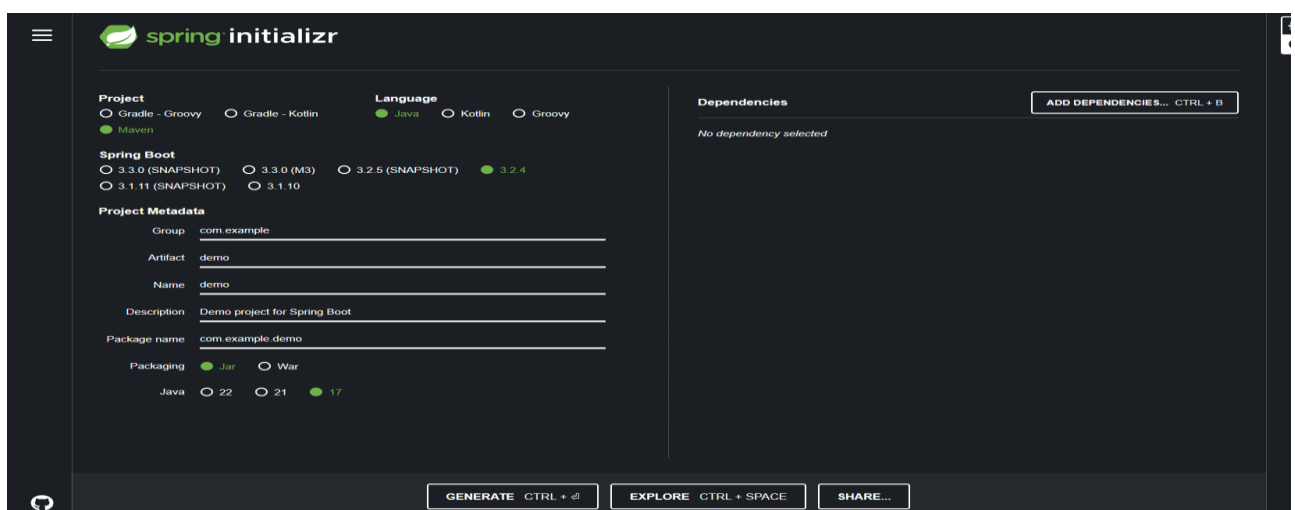 spring initializr
Project
Gradle - Groovy Gradle - Kotlin
Maven
Language
Java Kotlin Groovy
Spring Boot
3.3.0 (SNAPSHOT) 3.3.0 (M3) 3.2.5 (SNAPSHOT) 3.2.4
3.1.11 (SNAPSHOT) 3.1.10
Project Metadata
Group com.example
Artifact demo
Name demo
Description Demo project for Spring Boot
Package name com.example.demo
Packaging Jar War
Java 22 21 17
Dependencies
ADD DEPENDENCIES... CTRL + B
No dependency selected
GENERATE CTRL + ⏎
EXPLORE CTRL + SPACE
SHARE...